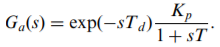 G_a(s) = exp(−sT_d) K_p / (1 + sT).